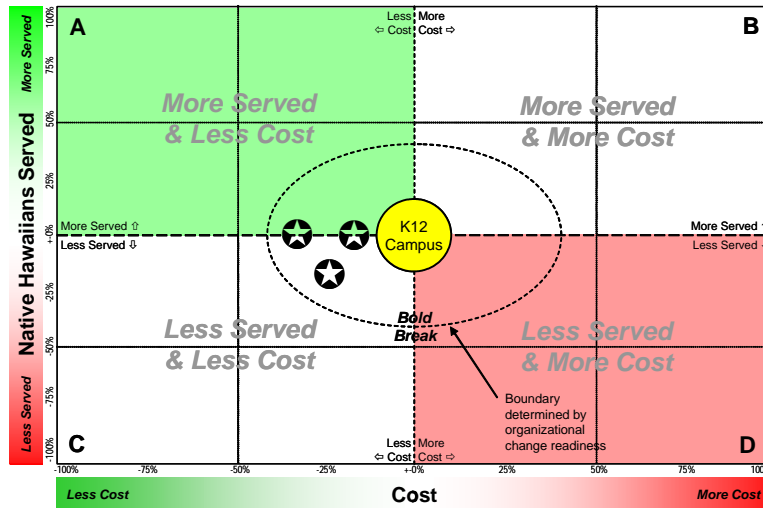 A
B
Less More
⇦ Cost Cost ⇨
More Served
& Less Cost
More Served
& More Cost
More Served
Native Hawaiians Served
Less Served
100%
75%
50%
25%
+-0%
-25%
-50%
-75%
-100%
More Served ⇧
Less Served ⇩
K12
Campus
More Served
Less Served
Bold
Break
Less Served
& Less Cost
Less Served
& More Cost
Boundary
determined by
organizational
change readiness
C
D
Less More
⇦ Cost Cost ⇨
-100% -75% -50% -25% +-0% 25% 50% 75% 100%
Less Cost Cost More Cost